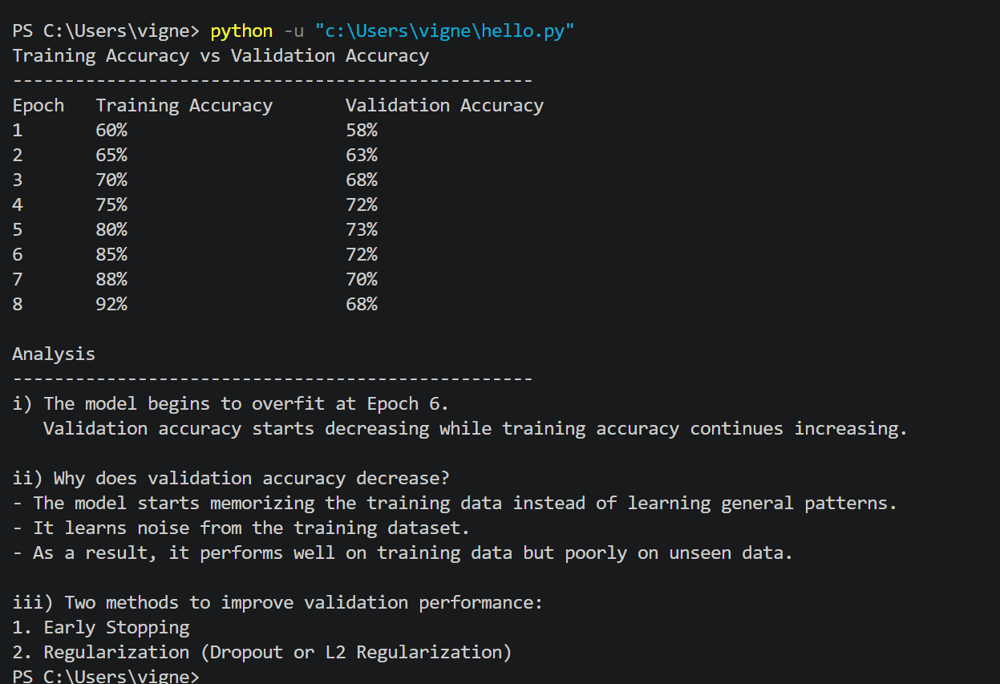 PS C:\Users\vigne> python -u "c:\Users\vigne\hello.py"
Training Accuracy vs Validation Accuracy
--------------------------------------------------
Epoch   Training Accuracy       Validation Accuracy
1       60%                     58%
2       65%                     63%
3       70%                     68%
4       75%                     72%
5       80%                     73%
6       85%                     72%
7       88%                     70%
8       92%                     68%

Analysis
--------------------------------------------------
i) The model begins to overfit at Epoch 6.
   Validation accuracy starts decreasing while training accuracy continues increasing.

ii) Why does validation accuracy decrease?
- The model starts memorizing the training data instead of learning general patterns.
- It learns noise from the training dataset.
- As a result, it performs well on training data but poorly on unseen data.

iii) Two methods to improve validation performance:
1. Early Stopping
2. Regularization (Dropout or L2 Regularization)
PS C:\Users\vigne>